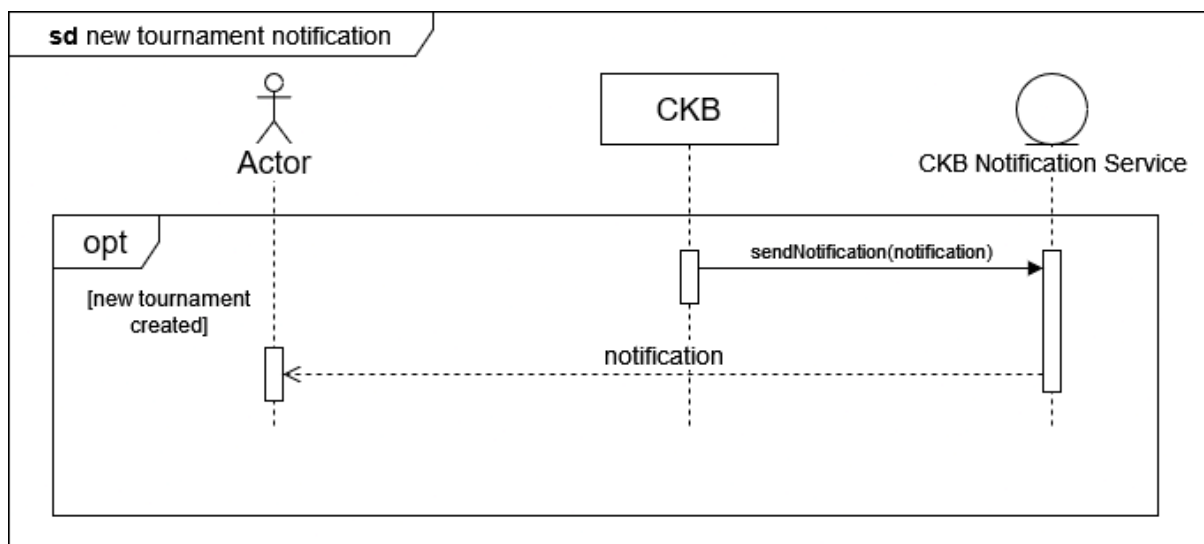 sd new tournament notification
Actor
CKB
CKB Notification Service
opt
sendNotification(notification)
[new tournament
created]
notification